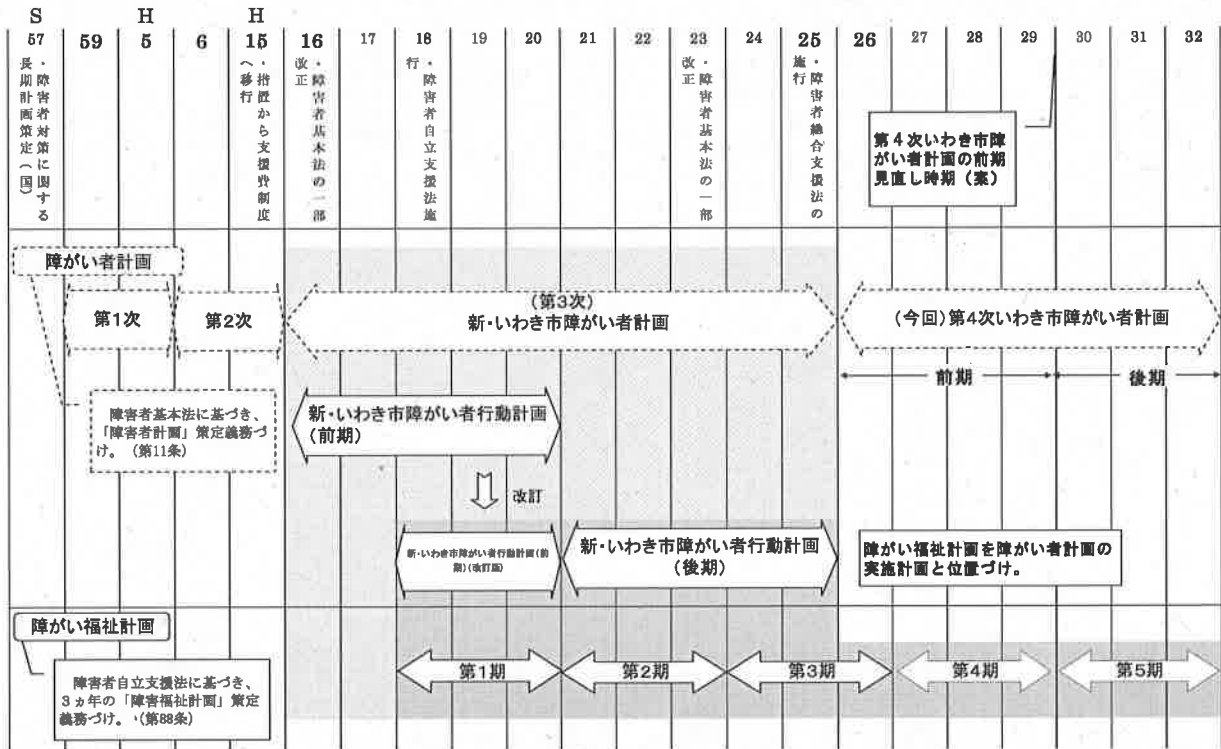 S H H
57 59 5 6 15 16 17 18 19 20 21 22 23 24 25 26 27 28 29 30 31 32
・障害者対策に関する
長期計画策定（国）
・措置から支援費制度
へ移行
・障害者基本法の一部
改正
・障害者自立支援法施
行
・障害者基本法の一部
改正
・障害者総合支援法の
施行
第４次いわき市障
がい者計画の前期
見直し時期（案）
障がい者計画
第1次
第2次
(第3次)
新・いわき市障がい者計画
(今回)第4次いわき市障がい者計画
前期
後期
障害者基本法に基づき、
「障害者計画」策定義務づ
け。（第11条）
新・いわき市障がい者行動計画
(前期)
改訂
新・いわき市障がい者行動計画(前
期)(改訂版)
新・いわき市障がい者行動計画
(後期)
障がい福祉計画を障がい者計画の
実施計画と位置づけ。
障がい福祉計画
障害者自立支援法に基づき、
３ヵ年の「障害福祉計画」策定
義務づけ。（第88条）
第1期
第2期
第3期
第4期
第5期